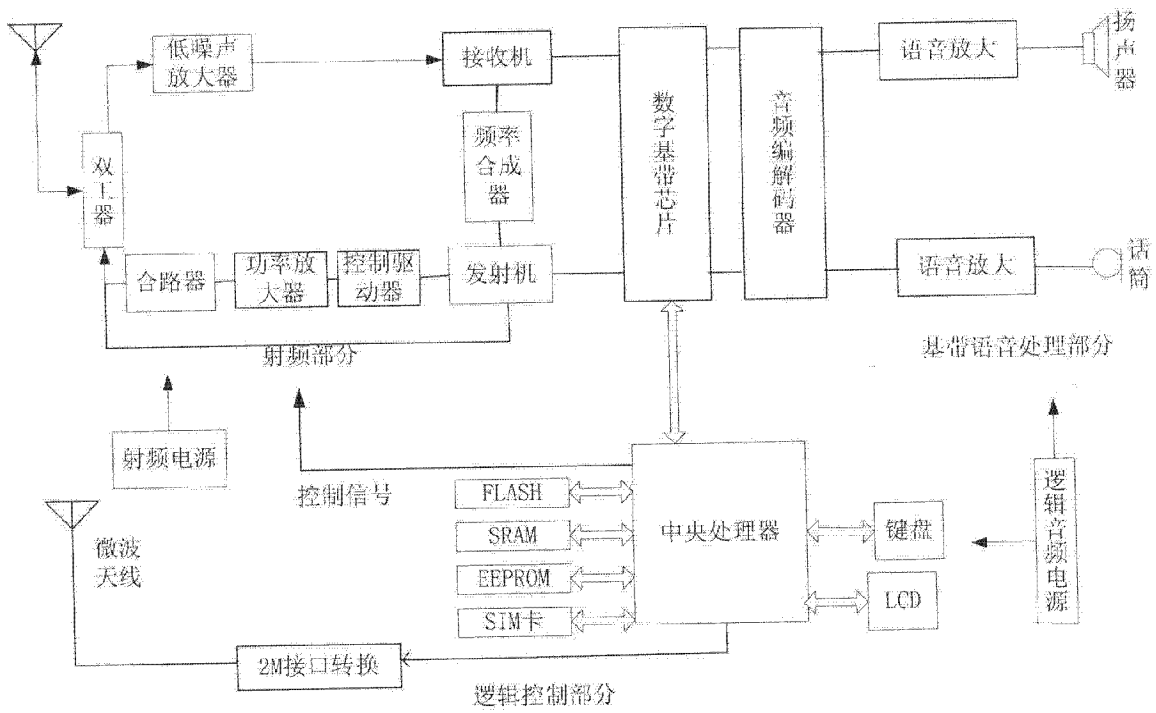 低噪声
放大器
接收机
数字基带芯片
音频编解码器
语音放大
扬声器
双工器
频率
合成
器
合路器
功率放
大器
控制驱
动器
发射机
语音放大
话筒
射频部分
基带语音处理部分
射频电源
控制信号
微波
天线
FLASH
SRAM
EEPROM
SIM卡
中央处理器
键盘
LCD
逻辑音频电源
2M接口转换
逻辑控制部分